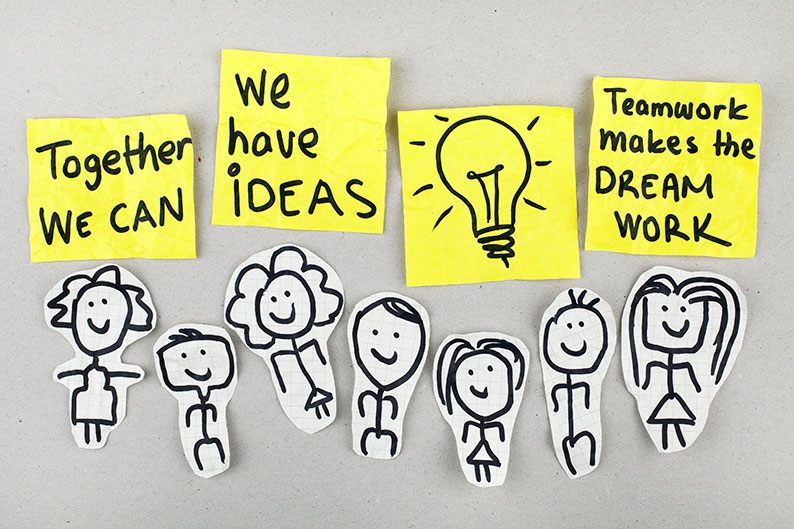 Together
WE CAN
We
have
iDEAS
Teamwork
makes the
DREAM
WORK